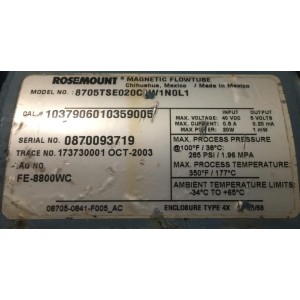 ROSEMOUNT MAGNETIC FLOWTUBE
Chihuahua, Mexico / Made in Mexico
MODEL NO.: 8705TSE020C W1N0L1
CAL.# 1037906010359005
SERIAL NO. 0870093719
TRACE NO. 173730001 OCT-2003
AV #:
FE-8800WC
08705-0841-F005_AC
INPUT OUTPUT
MAX. VOLTAGE: 40 VDC 5 VOLTS
MAX. CURRENT: 0.5 A 0.25 mA
MAX. POWER: 20W 1 mW
MAX. PROCESS PRESSURE
@100°F / 38°C:
285 PSI / 1.96 MPA
MAX. PROCESS TEMPERATURE:
350°F / 177°C
AMBIENT TEMPERATURE LIMITS:
-34°C TO +65°C
ENCLOSURE TYPE 4X